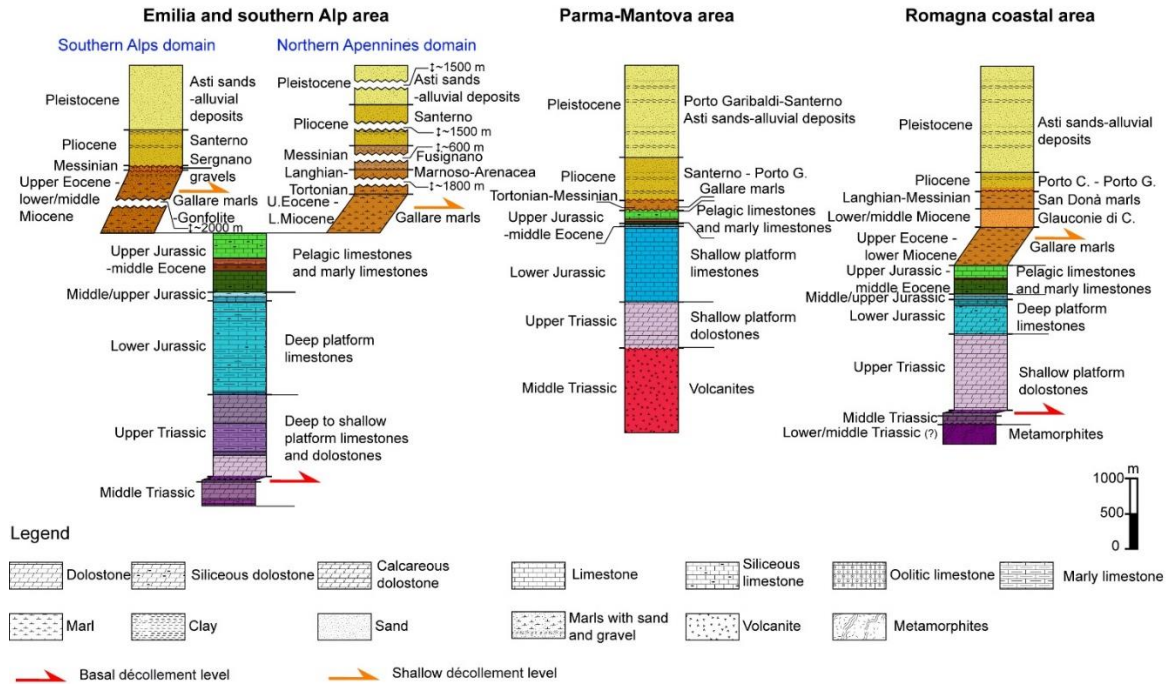 Emilia and southern Alp area
Southern Alps domain
Northern Apennines domain
Pleistocene
Asti sands
-alluvial
deposits
Pliocene
Santerno
Messinian
Sergnano
gravels
Upper Eocene -
lower/middle
Miocene
Gallare marls
-Gonfolite
↕~2000 m
Pleistocene
↕~1500 m
Asti sands
-alluvial deposits
Santerno
Pliocene
↕~1500 m
↕~600 m
Messinian
Fusignano
Langhian-
Tortonian
Marnoso-Arenacea
↕~1800 m
U.Eocene -
L.Miocene
Gallare marls
Upper Jurassic
-middle Eocene
Pelagic limestones
and marly limestones
Middle/upper Jurassic
Lower Jurassic
Deep platform
limestones
Upper Triassic
Deep to shallow
platform limestones
and dolostones
Middle Triassic
Parma-Mantova area
Pleistocene
Porto Garibaldi-Santerno
Asti sands-alluvial deposits
Pliocene
Santerno - Porto G.
Tortonian-Messinian
Gallare marls
Upper Jurassic
-middle Eocene
Pelagic limestones
and marly limestones
Lower Jurassic
Shallow platform
limestones
Upper Triassic
Shallow platform
dolostones
Middle Triassic
Volcanites
Romagna coastal area
Pleistocene
Asti sands-alluvial
deposits
Pliocene
Porto C. - Porto G.
Langhian-Messinian
San Donà marls
Lower/middle Miocene
Glauconie di C.
Upper Eocene -
lower Miocene
Gallare marls
Upper Jurassic -
middle Eocene
Pelagic limestones
and marly limestones
Middle/upper Jurassic
Lower Jurassic
Deep platform
limestones
Upper Triassic
Shallow platform
dolostones
Middle Triassic
Lower/middle Triassic (?)
Metamorphites
m
1000
500
0
Legend
Dolostone
Siliceous dolostone
Calcareous
dolostone
Limestone
Siliceous
limestone
Oolitic limestone
Marly limestone
Marl
Clay
Sand
Marls with sand
and gravel
Volcanite
Metamorphites
Basal décollement level
Shallow décollement level